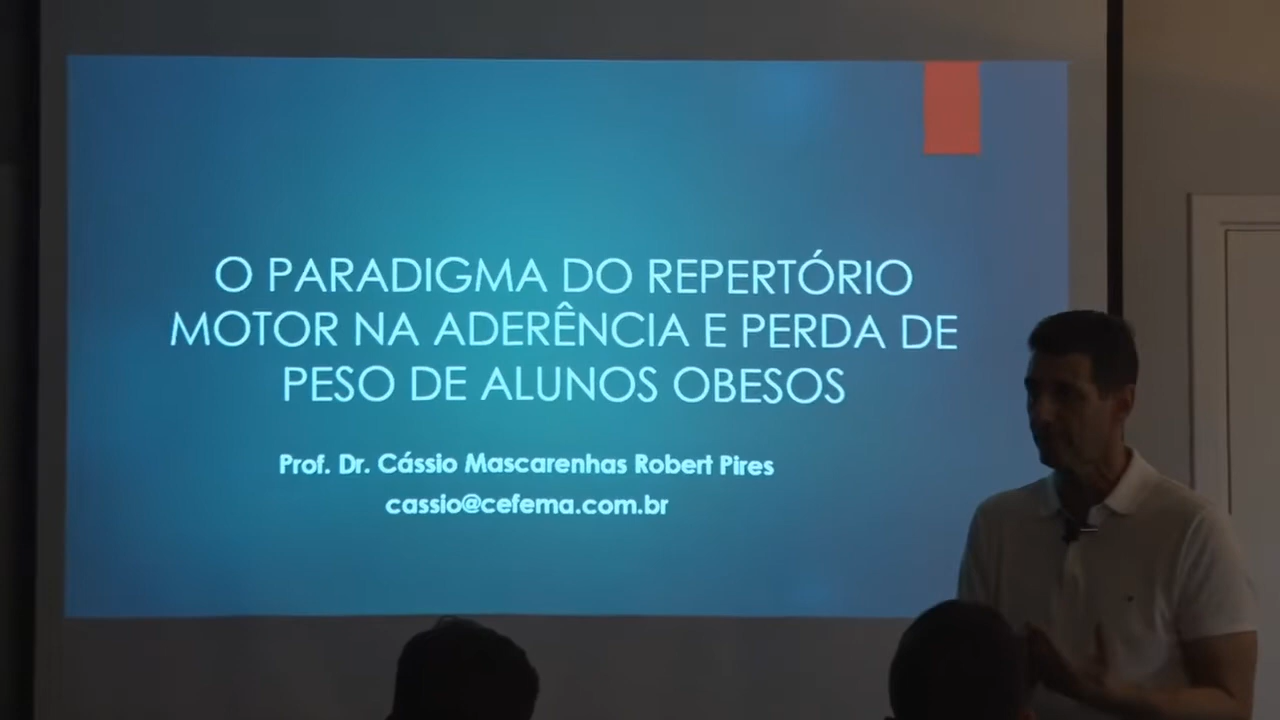 O PARADIGMA DO REPERTÓRIO
MOTOR NA ADERÊNCIA E PERDA DE
PESO DE ALUNOS OBESOS
Prof. Dr. Cássio Mascarenhas Robert Pires
cassio@cefema.com.br